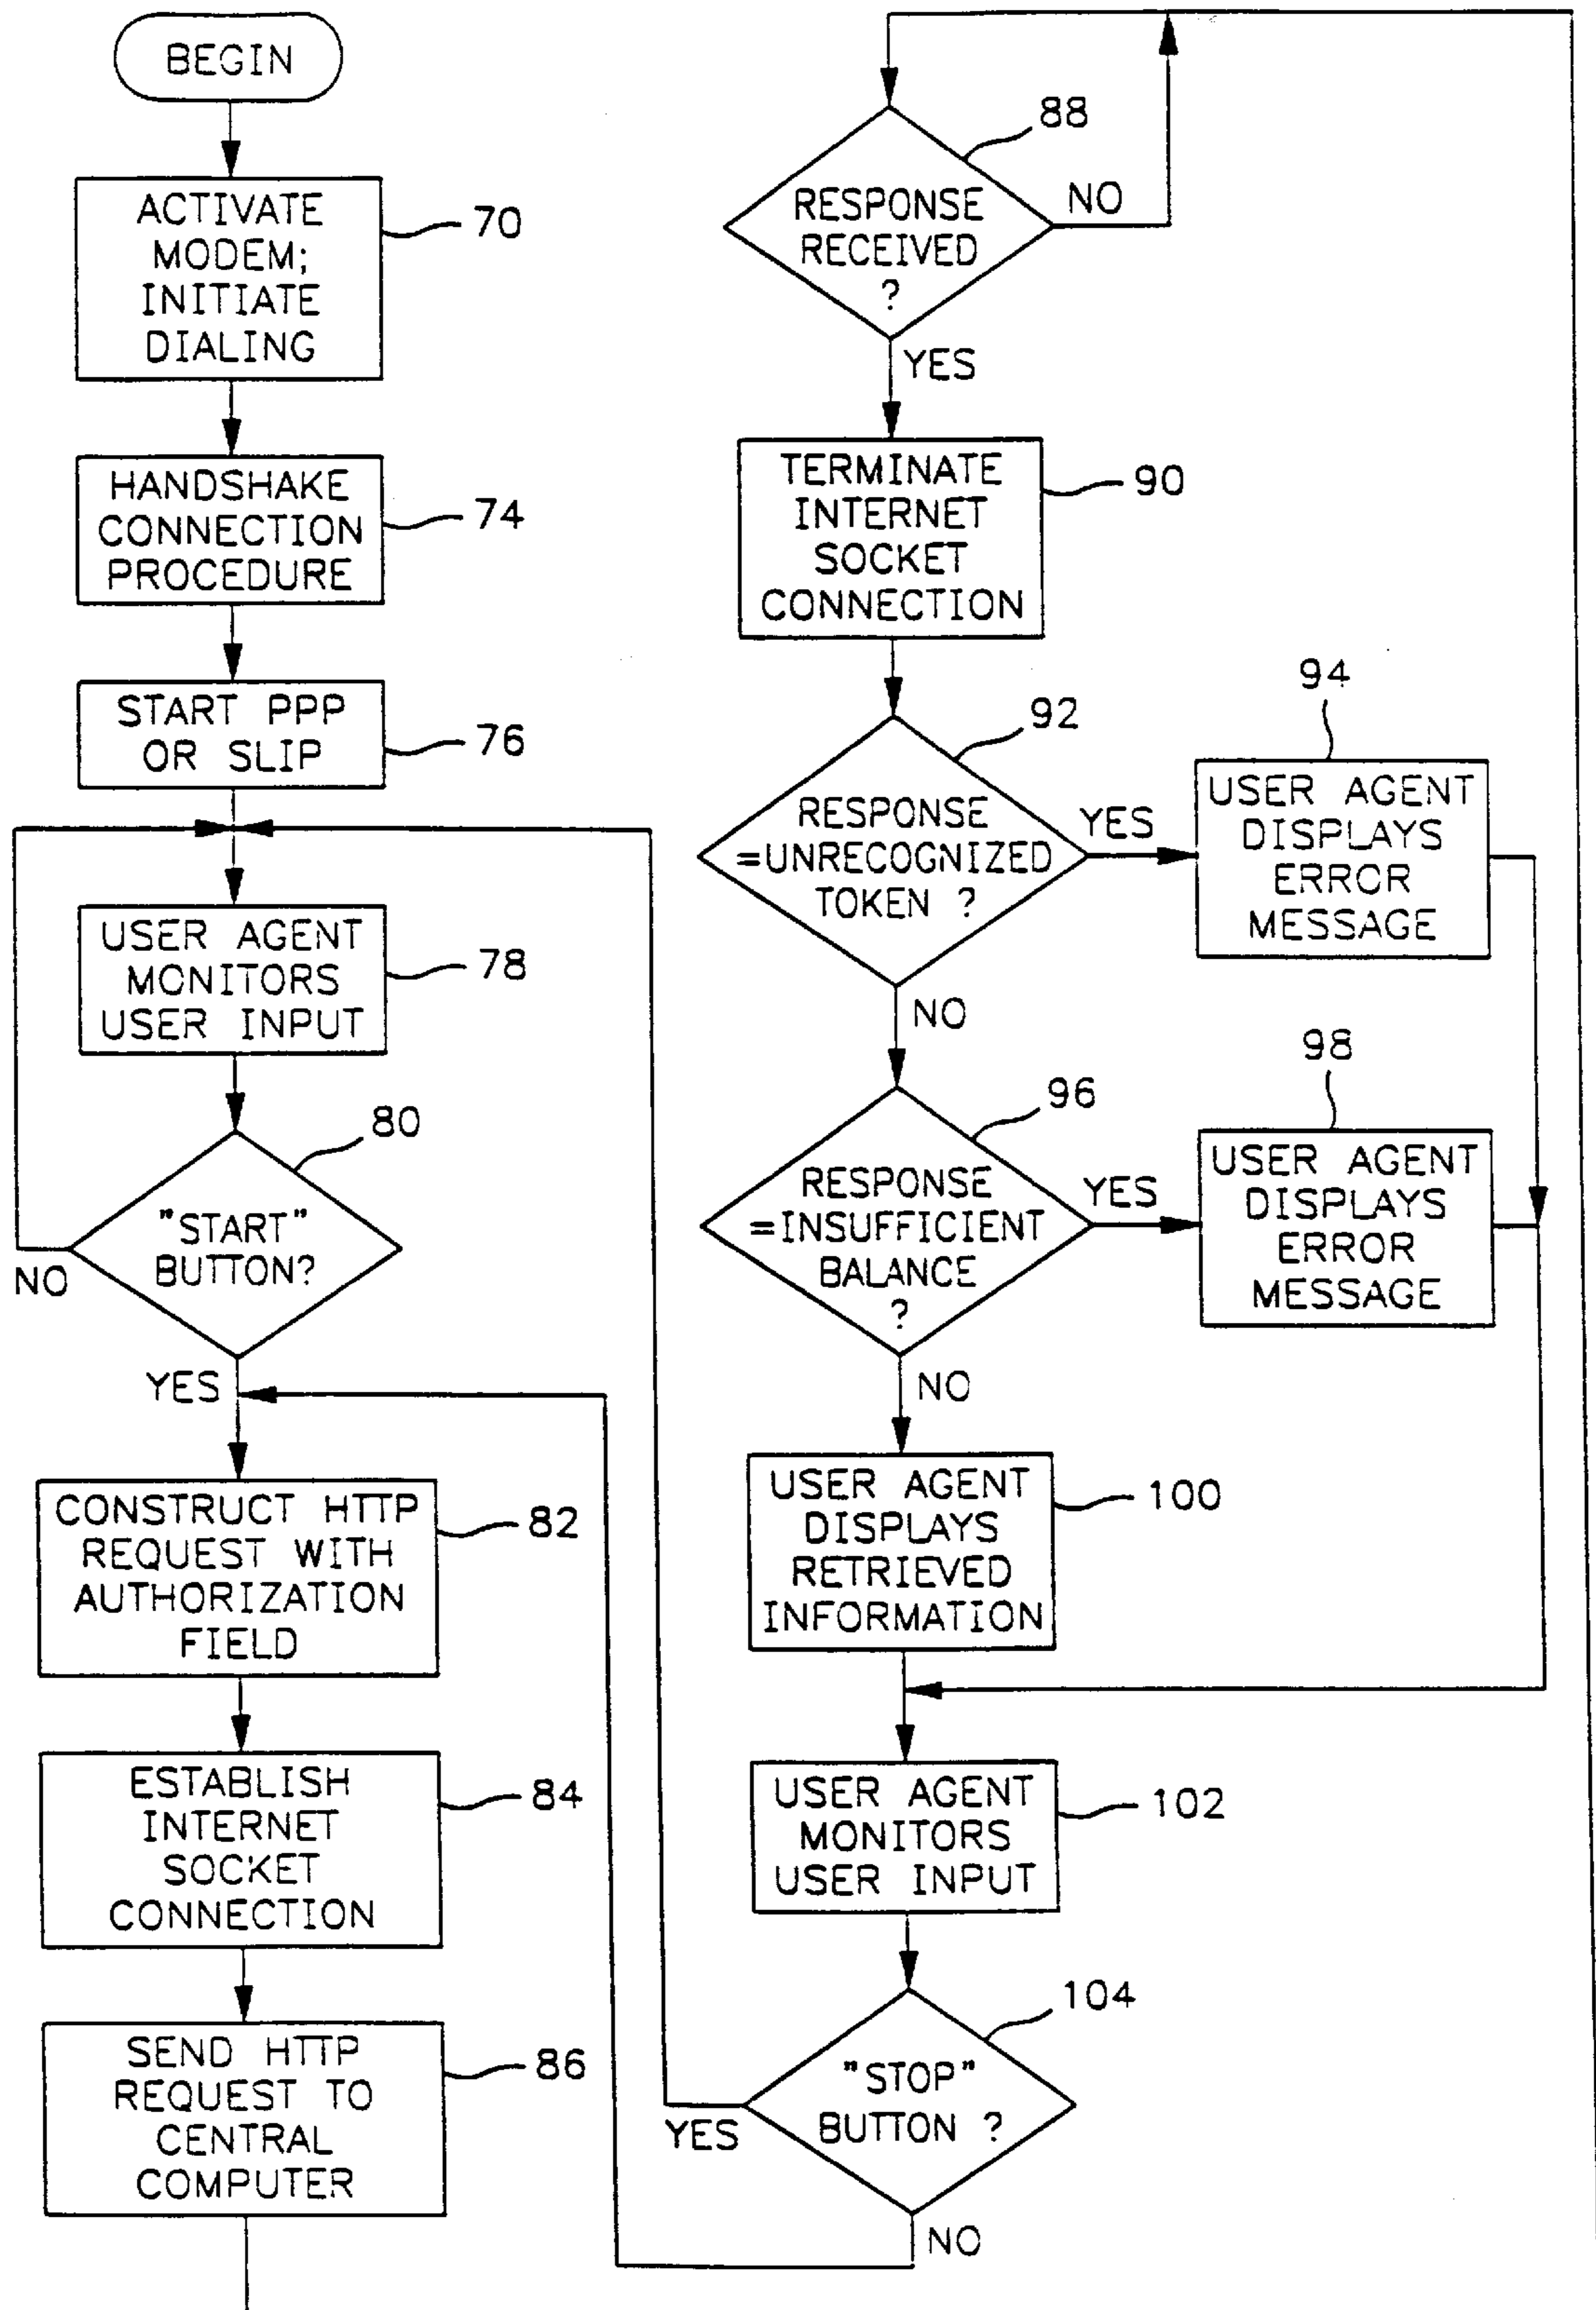 BEGIN
ACTIVATE
MODEM;
INITIATE
DIALING
70
HANDSHAKE
CONNECTION
PROCEDURE
74
START PPP
OR SLIP
76
USER AGENT
MONITORS
USER INPUT
78
80
"START"
BUTTON?
NO
YES
CONSTRUCT HTTP
REQUEST WITH
AUTHORIZATION
FIELD
82
ESTABLISH
INTERNET
SOCKET
CONNECTION
84
SEND HTTP
REQUEST TO
CENTRAL
COMPUTER
86
88
RESPONSE
RECEIVED
?
NO
YES
TERMINATE
INTERNET
SOCKET
CONNECTION
90
92
RESPONSE
=UNRECOGNIZED
TOKEN ?
YES
NO
94
USER AGENT
DISPLAYS
ERROR
MESSAGE
96
RESPONSE
=INSUFFICIENT
BALANCE
?
YES
NO
98
USER AGENT
DISPLAYS
ERROR
MESSAGE
USER AGENT
DISPLAYS
RETRIEVED
INFORMATION
100
USER AGENT
MONITORS
USER INPUT
102
104
"STOP"
BUTTON ?
YES
NO